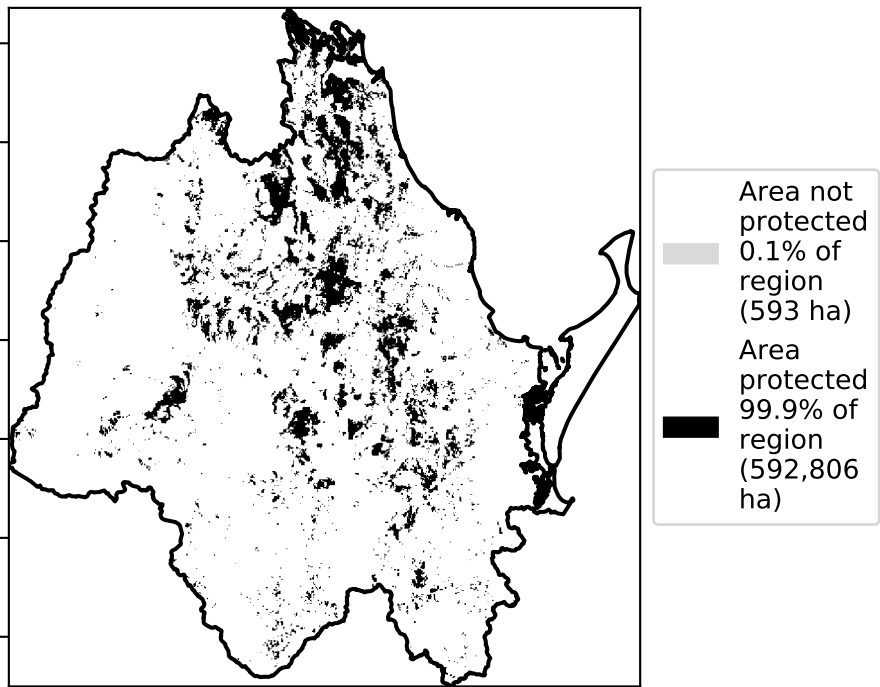 Area not
protected
0.1% of
region
(593 ha)
Area
protected
99.9% of
region
(592,806
ha)